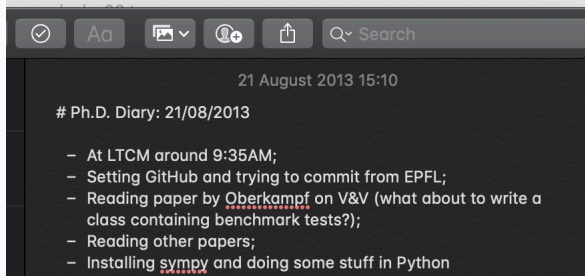 Aa
Search
21 August 2013 15:10
# Ph.D. Diary: 21/08/2013
– At LTCM around 9:35AM;
– Setting GitHub and trying to commit from EPFL;
– Reading paper by Oberkampf on V&V (what about to write a
class containing benchmark tests?);
– Reading other papers;
– Installing sympy and doing some stuff in Python